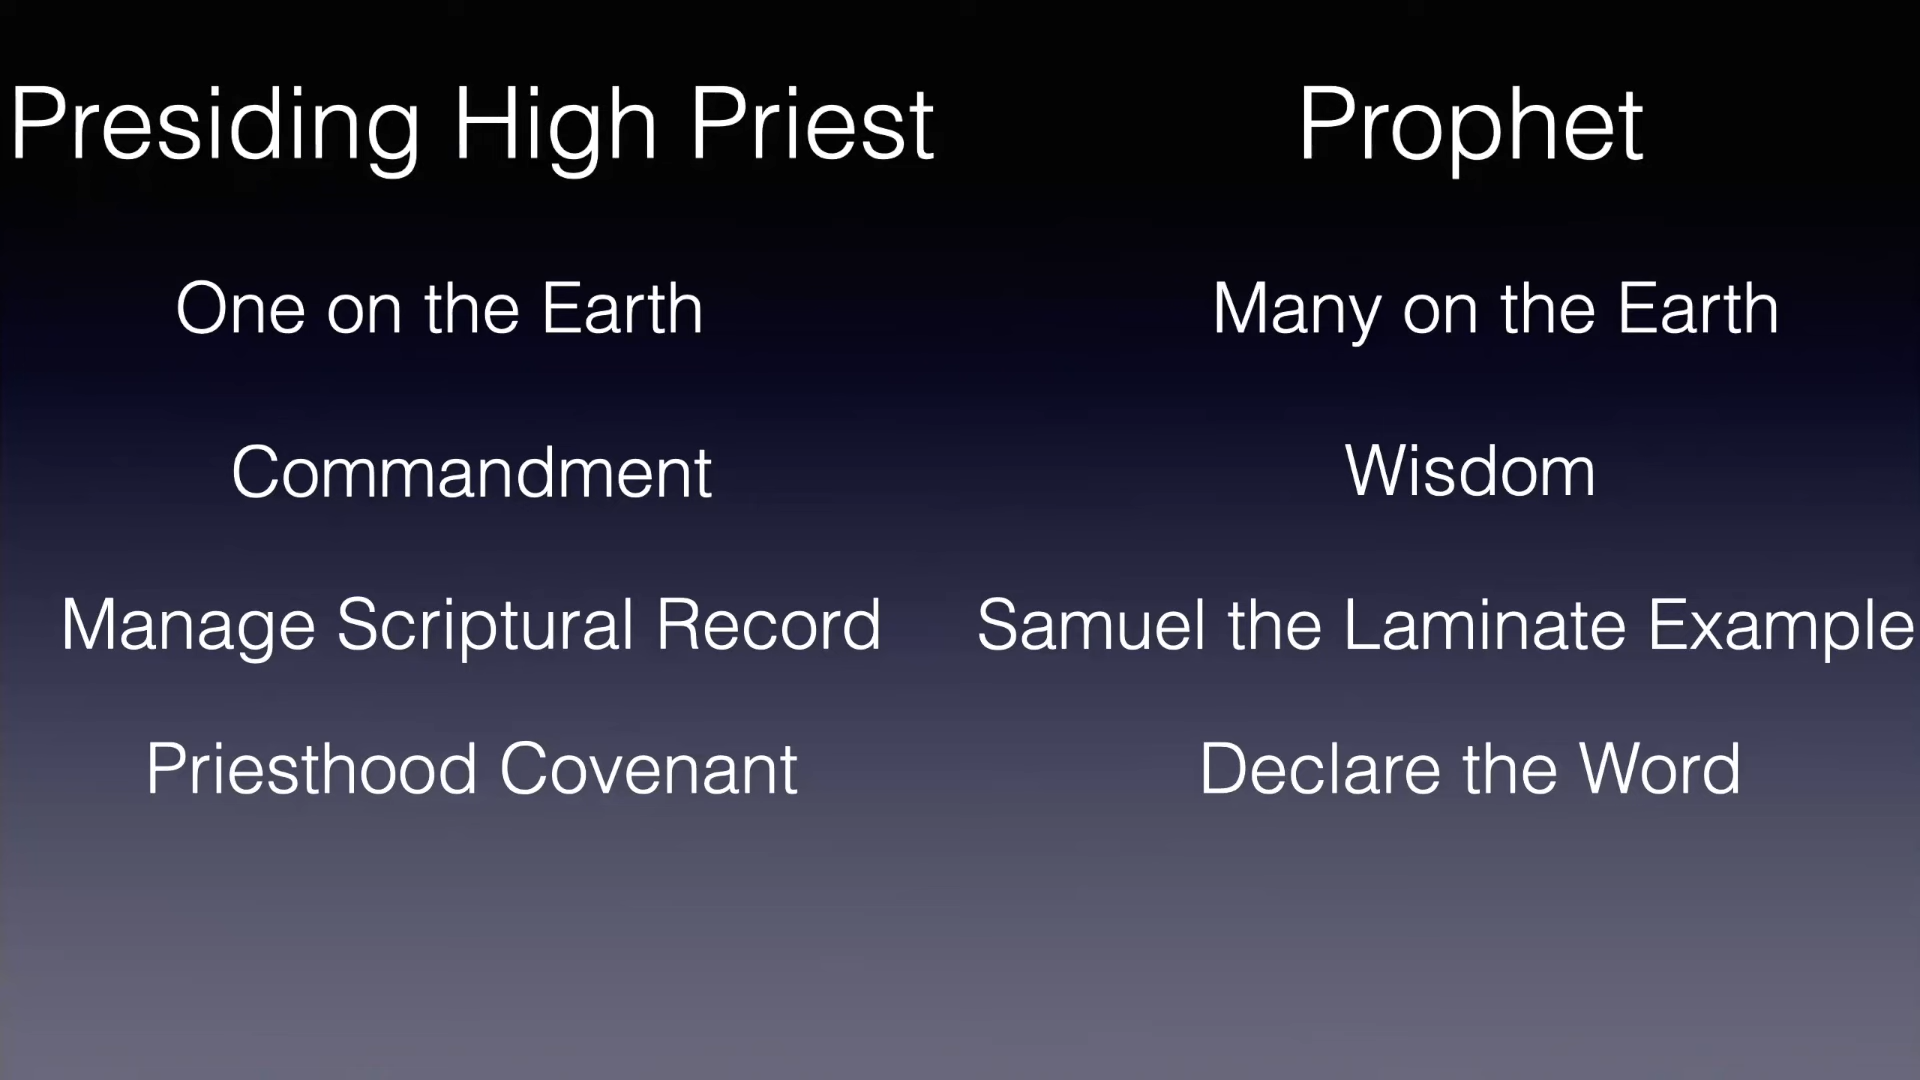 Presiding High Priest
Prophet
One on the Earth
Many on the Earth
Commandment
Wisdom
Manage Scriptural Record
Samuel the Laminate Example
Priesthood Covenant
Declare the Word